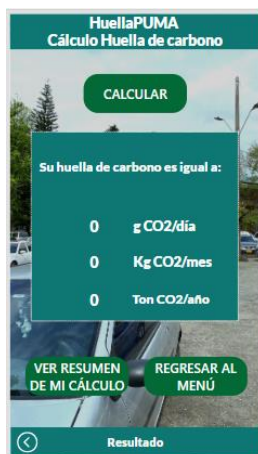 HuellaPUMA
Cálculo Huella de carbono
CALCULAR
Su huella de carbono es igual a:
0 g CO2/día
0 Kg CO2/mes
0 Ton CO2/año
VER RESUMEN
DE MI CÁLCULO
REGRESAR AL
MENÚ
Resultado